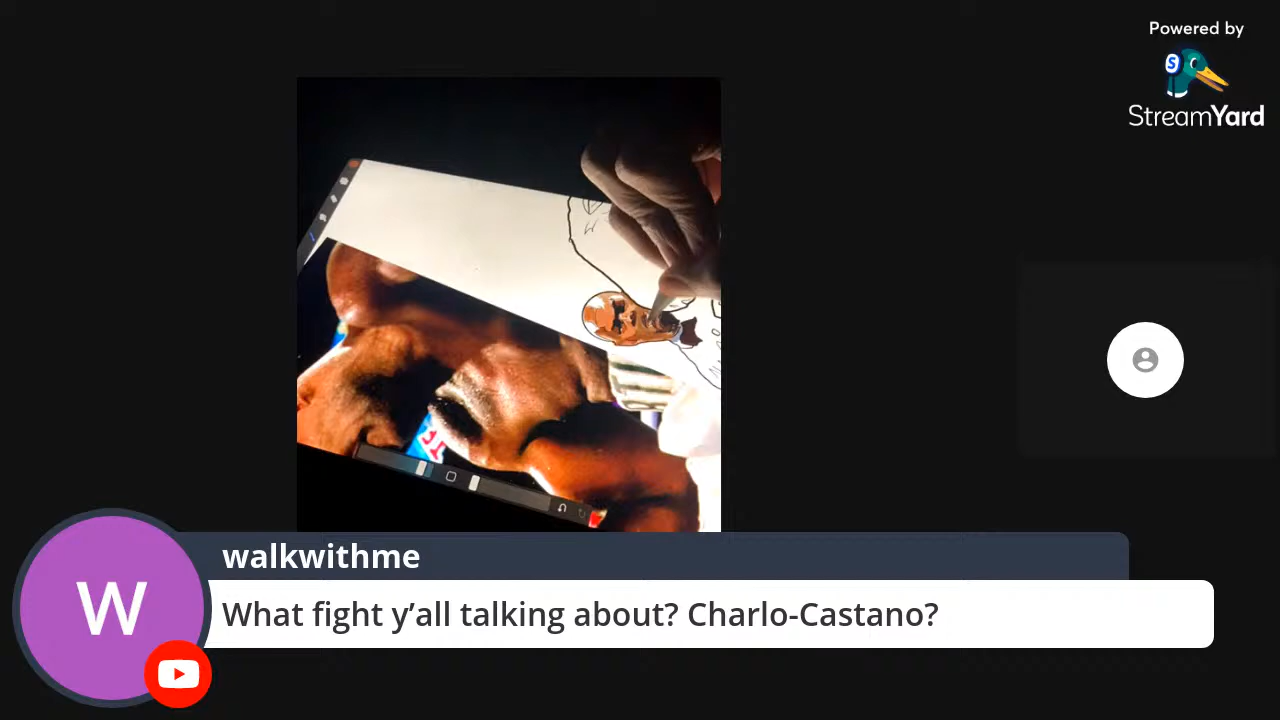 Powered by
S
StreamYard
walkwithme
W
What fight y’all talking about? Charlo-Castano?